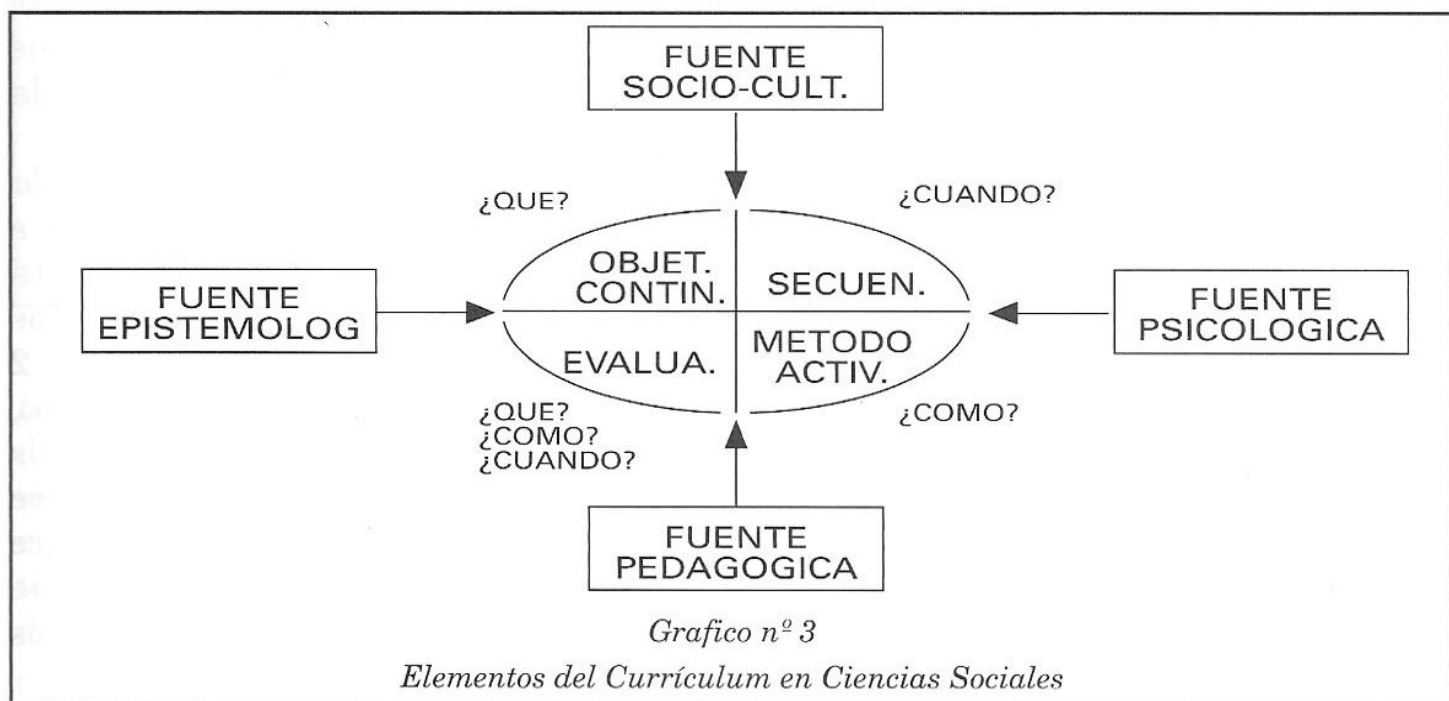 FUENTE
SOCIO-CULT.
¿QUE?
¿CUANDO?
OBJET.
CONTIN.
SECUEN.
FUENTE
EPISTEMOLOG
FUENTE
PSICOLOGICA
EVALUA.
METODO
ACTIV.
¿QUE?
¿COMO?
¿CUANDO?
¿COMO?
FUENTE
PEDAGOGICA
Grafico nº 3
Elementos del Currículum en Ciencias Sociales